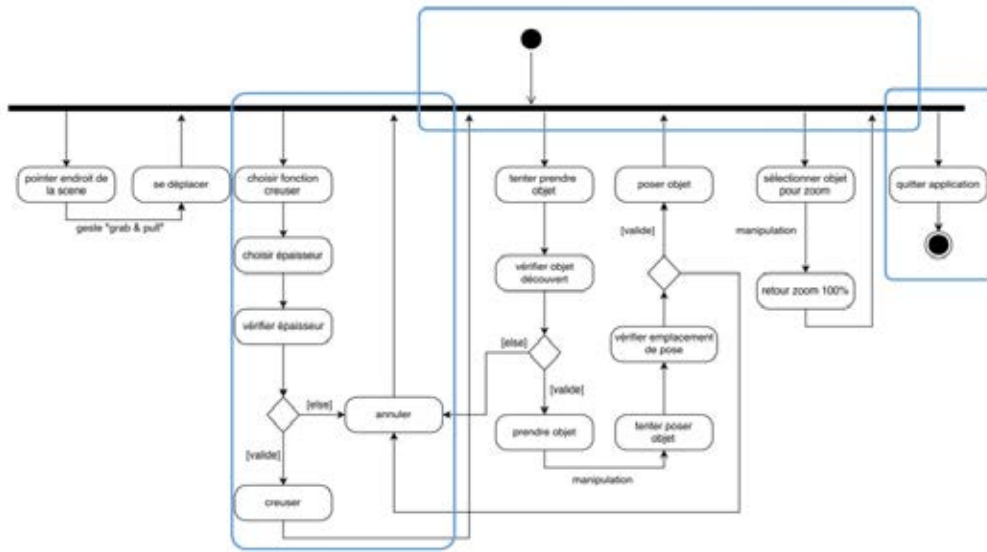 pointer endroit de
la scene
se déplacer
geste "grab & pull"
choisir fonction
creuser
choisir épaisseur
vérifier épaisseur
[else]
[valide]
creuser
annuler
tenter prendre
objet
vérifier objet
découvert
[else]
[valide]
prendre objet
manipulation
poser objet
[valide]
vérifier emplacement
de pose
tenter poser
objet
sélectionner objet
pour zoom
manipulation
retour zoom 100%
quitter application